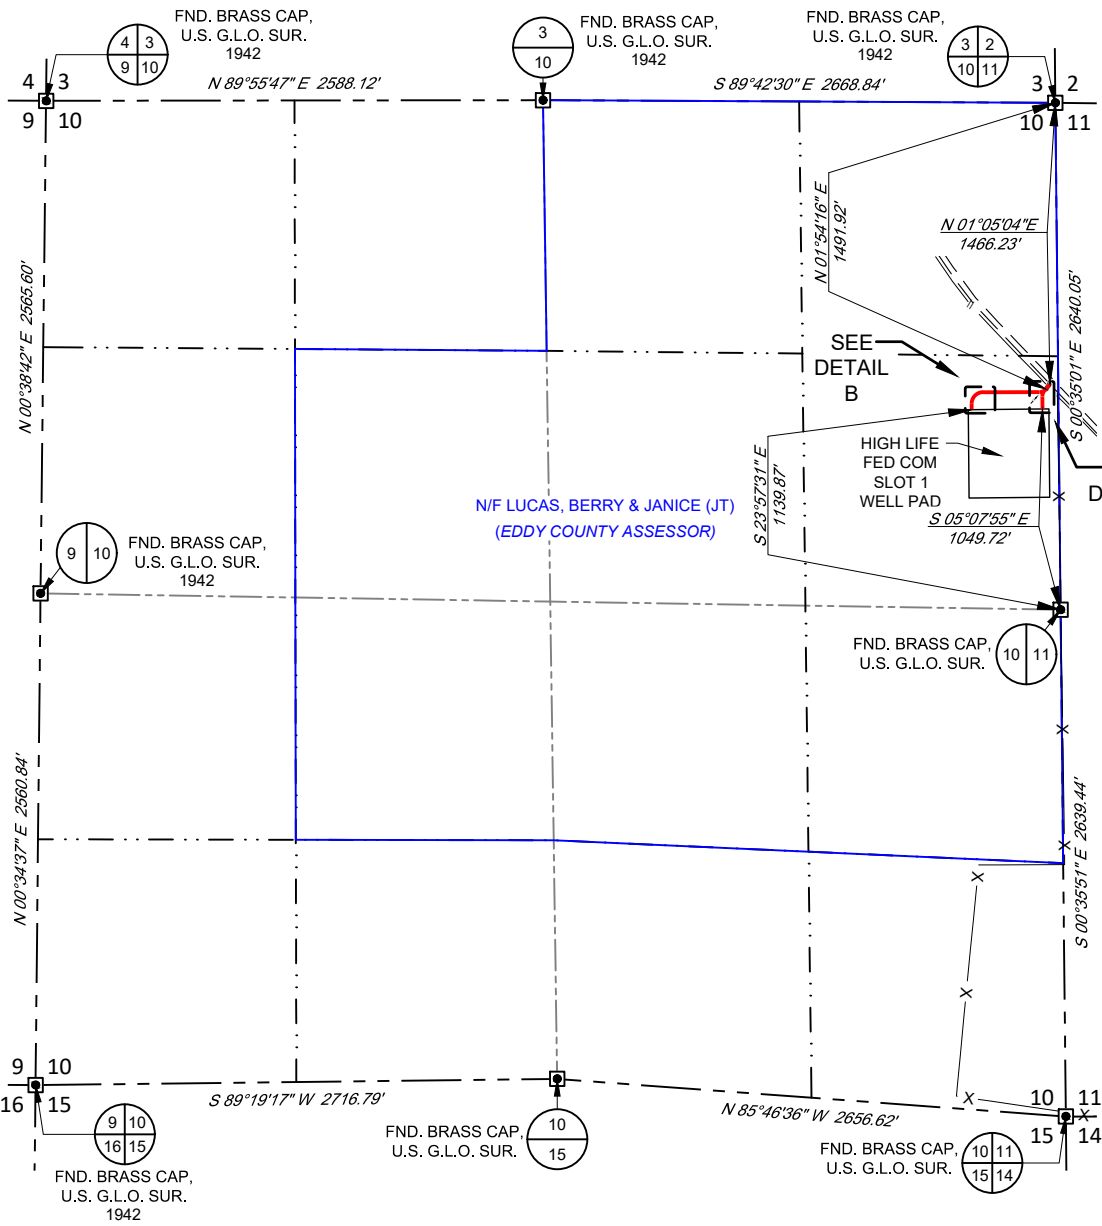 FND. BRASS CAP,
U.S. G.L.O. SUR.
1942
4 3
9 10
3
10
FND. BRASS CAP,
U.S. G.L.O. SUR.
1942
FND. BRASS CAP,
U.S. G.L.O. SUR.
1942
3 2
10 11
4 3
9 10
N 89°55'47" E 2588.12'
S 89°42'30" E 2668.84'
3 2
10 11
N 01°54'16" E
1491.92'
N 01°05'04"E
1466.23'
N 00°38'42" E 2565.60'
S 00°35'01" E 2640.05'
SEE
DETAIL
B
HIGH LIFE
FED COM
SLOT 1
WELL PAD
D
S 23°57'31" E
1139.87'
S 05°07'55" E
1049.72'
N/F LUCAS, BERRY & JANICE (JT)
(EDDY COUNTY ASSESSOR)
X
9 10
FND. BRASS CAP,
U.S. G.L.O. SUR.
1942
FND. BRASS CAP,
U.S. G.L.O. SUR.
10 11
X
N 00°34'37" E 2560.84'
S 00°35'51" E 2639.44'
X
X
X
X
9 10
16 15
S 89°19'17" W 2716.79'
N 85°46'36" W 2656.62'
10 11
X
15 14
9 10
16 15
FND. BRASS CAP,
U.S. G.L.O. SUR.
1942
FND. BRASS CAP,
U.S. G.L.O. SUR.
10
15
FND. BRASS CAP,
U.S. G.L.O. SUR.
10 11
15 14